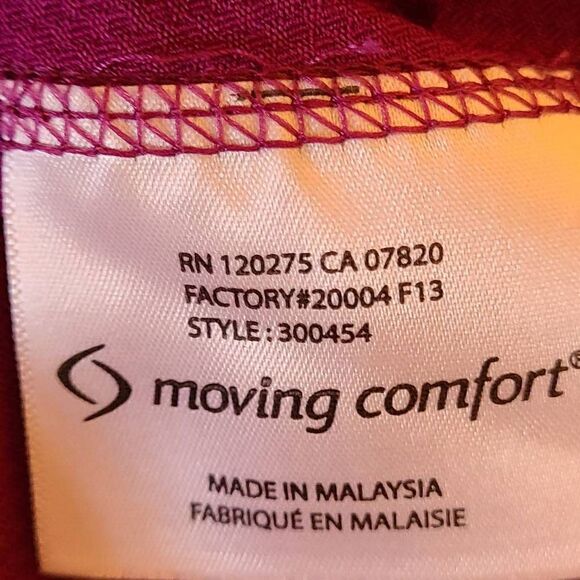 RN 120275 CA 07820
FACTORY#20004 F13
STYLE : 300454
moving comfort®
MADE IN MALAYSIA
FABRIQUÉ EN MALAISIE